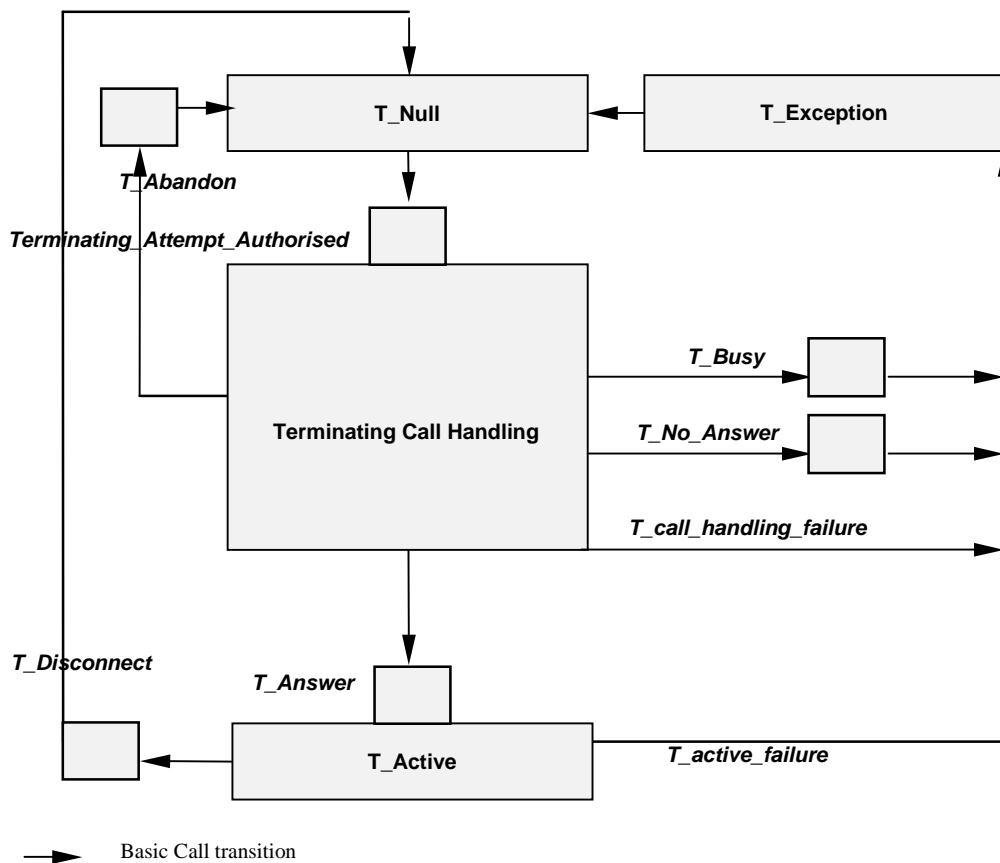 T_Null
T_Exception
T_Abandon
Terminating_Attempt_Authorised
T_Busy
T_No_Answer
Terminating Call Handling
T_call_handling_failure
T_Disconnect
T_Answer
T_Active
T_active_failure
Basic Call transition